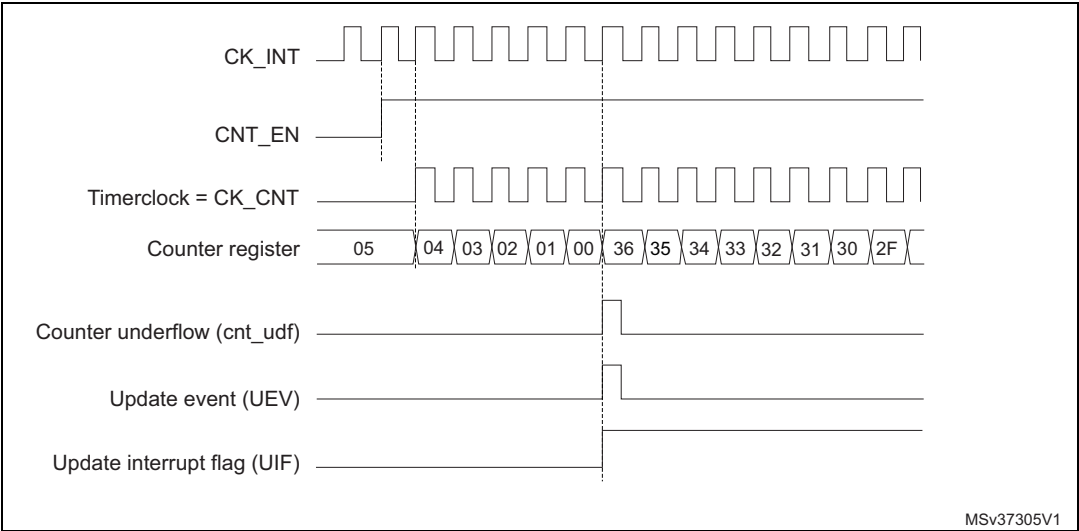 CK_INT
CNT_EN
Timerclock = CK_CNT
Counter register 05 04 03 02 01 00 36 35 34 33 32 31 30 2F
Counter underflow (cnt_udf)
Update event (UEV)
Update interrupt flag (UIF)
MSv37305V1